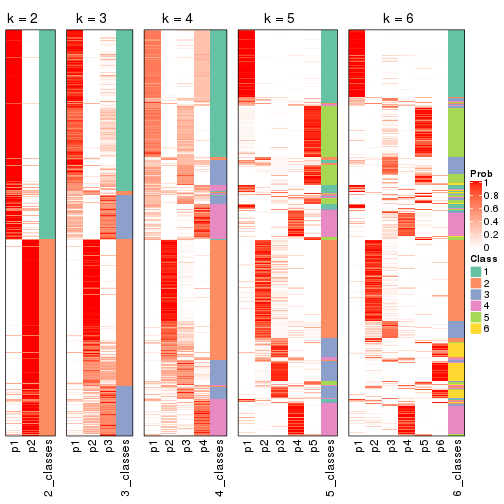 k = 2
k = 3
k = 4
k = 5
k = 6
Prob
1
0.8
0.6
0.4
0.2
0
Class
1
2
3
4
5
6
p1
p2
2_classes
p1
p2
p3
3_classes
p1
p2
p3
p4
4_classes
p1
p2
p3
p4
p5
5_classes
p1
p2
p3
p4
p5
p6
6_classes